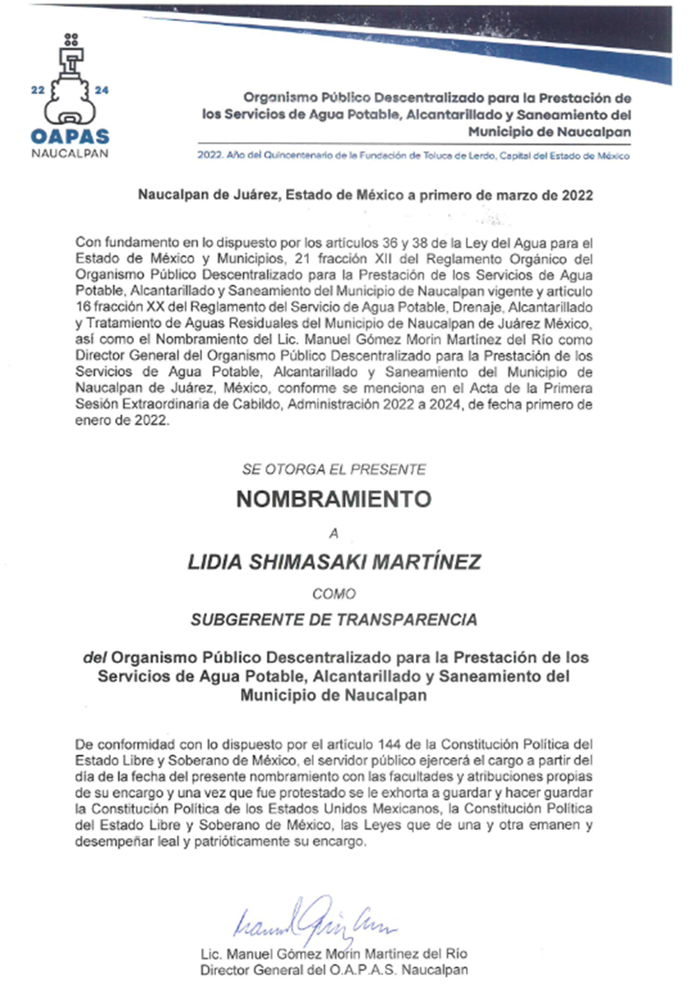 22 24
OAPAS
NAUCALPAN
Organismo Público Descentralizado para la Prestación de
los Servicios de Agua Potable, Alcantarillado y Saneamiento del
Municipio de Naucalpan
2022. Año del Quincentenario de la Fundación de Toluca de Lerdo, Capital del Estado de México
Naucalpan de Juárez, Estado de México a primero de marzo de 2022
Con fundamento en lo dispuesto por los artículos 36 y 38 de la Ley del Agua para el
Estado de México y Municipios, 21 fracción XII del Reglamento Orgánico del
Organismo Público Descentralizado para la Prestación de los Servicios de Agua
Potable, Alcantarillado y Saneamiento del Municipio de Naucalpan vigente y artículo
16 fracción XX del Reglamento del Servicio de Agua Potable, Drenaje, Alcantarillado
y Tratamiento de Aguas Residuales del Municipio de Naucalpan de Juárez México,
así como el Nombramiento del Lic. Manuel Gómez Morin Martínez del Río como
Director General del Organismo Público Descentralizado para la Prestación de los
Servicios de Agua Potable, Alcantarillado y Saneamiento del Municipio de
Naucalpan de Juárez, México, conforme se menciona en el Acta de la Primera
Sesión Extraordinaria de Cabildo, Administración 2022 a 2024, de fecha primero de
enero de 2022.
SE OTORGA EL PRESENTE
NOMBRAMIENTO
A
LIDIA SHIMASAKI MARTÍNEZ
COMO
SUBGERENTE DE TRANSPARENCIA
del Organismo Público Descentralizado para la Prestación de los
Servicios de Agua Potable, Alcantarillado y Saneamiento del
Municipio de Naucalpan
De conformidad con lo dispuesto por el artículo 144 de la Constitución Política del
Estado Libre y Soberano de México, el servidor público ejercerá el cargo a partir del
día de la fecha del presente nombramiento con las facultades y atribuciones propias
de su encargo y una vez que fue protestado se le exhorta a guardar y hacer guardar
la Constitución Política de los Estados Unidos Mexicanos, la Constitución Política
del Estado Libre y Soberano de México, las Leyes que de una y otra emanen y
desempeñar leal y patrióticamente su encargo.
Lic. Manuel Gómez Morin Martínez del Río
Director General del O.A.P.A.S. Naucalpan